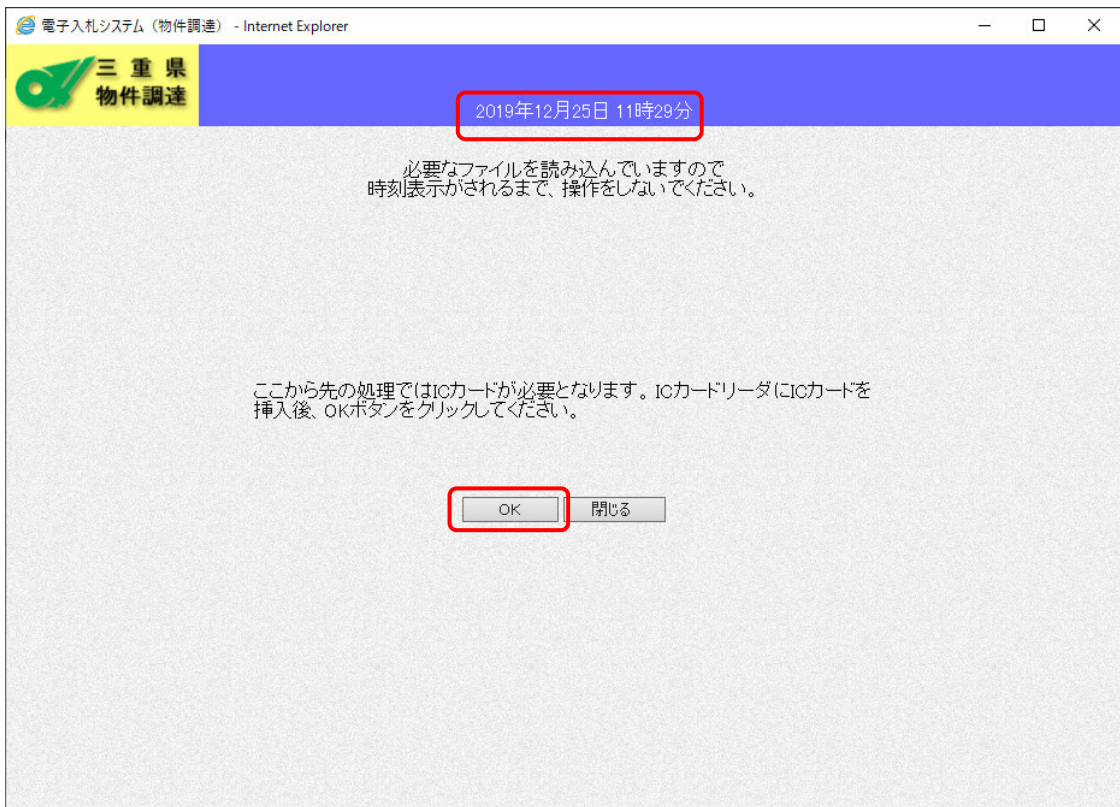 電子入札システム（物件調達） - Internet Explorer
三重県
物件調達
2019年12月25日 11時29分
必要なファイルを読み込んでいますので
時刻表示がされるまで、操作をしないでください。
ここから先の処理ではICカードが必要となります。ICカードリーダにICカードを
挿入後、OKボタンをクリックしてください。
OK 閉じる